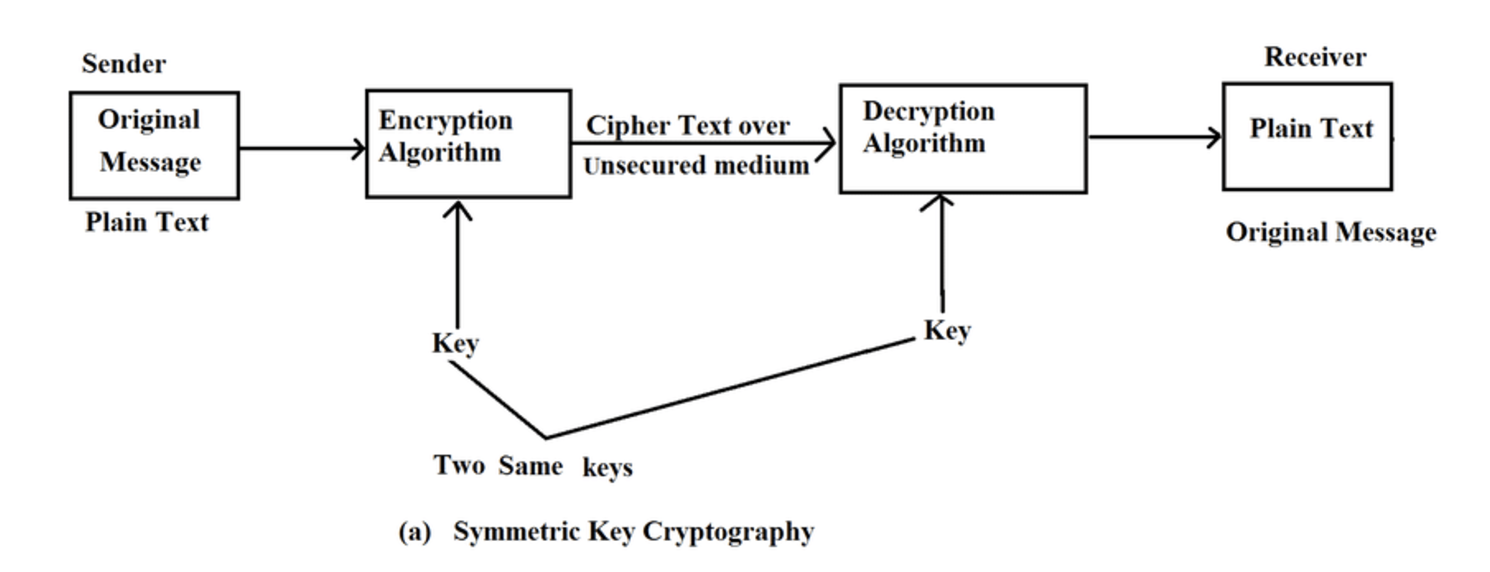 Sender
Receiver
Original
Message
Plain Text
Encryption
Algorithm
Cipher Text over
Unsecured medium
Decryption
Algorithm
Plain Text
Original Message
Key
Key
Two Same keys
(a) Symmetric Key Cryptography